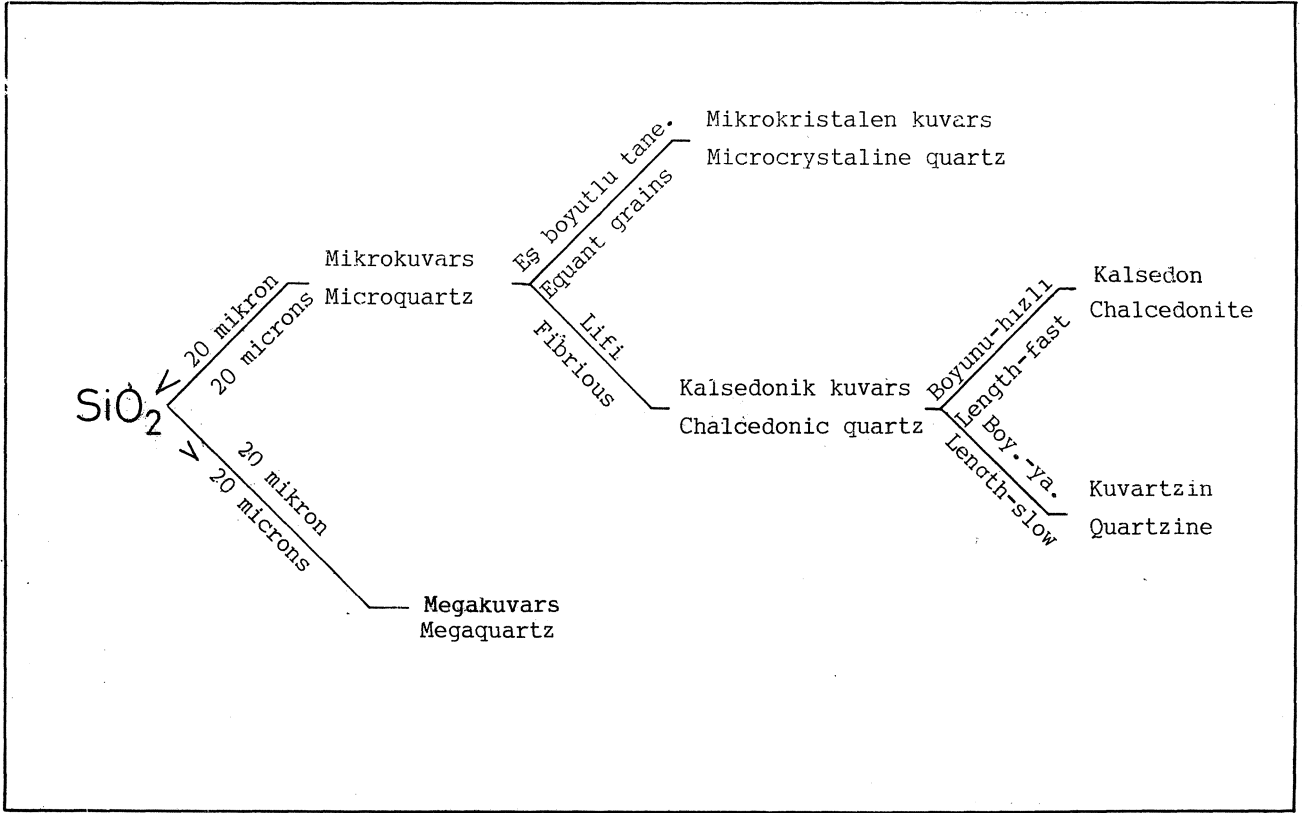 SiO₂
< 20 mikron
20 microns
> 20 mikron
20 microns
Mikrokuvars
Microquartz
Megakuvars
Megaquartz
Eş boyutlu tane.
Equant grains
Lifi
Fibrious
Mikrokristalen kuvars
Microcrystaline quartz
Kalsedonik kuvars
Chalcedonic quartz
Boyunu-hızlı
Length-fast
Boy.-ya.
Length-slow
Kalsedon
Chalcedonite
Kuvartzin
Quartzine